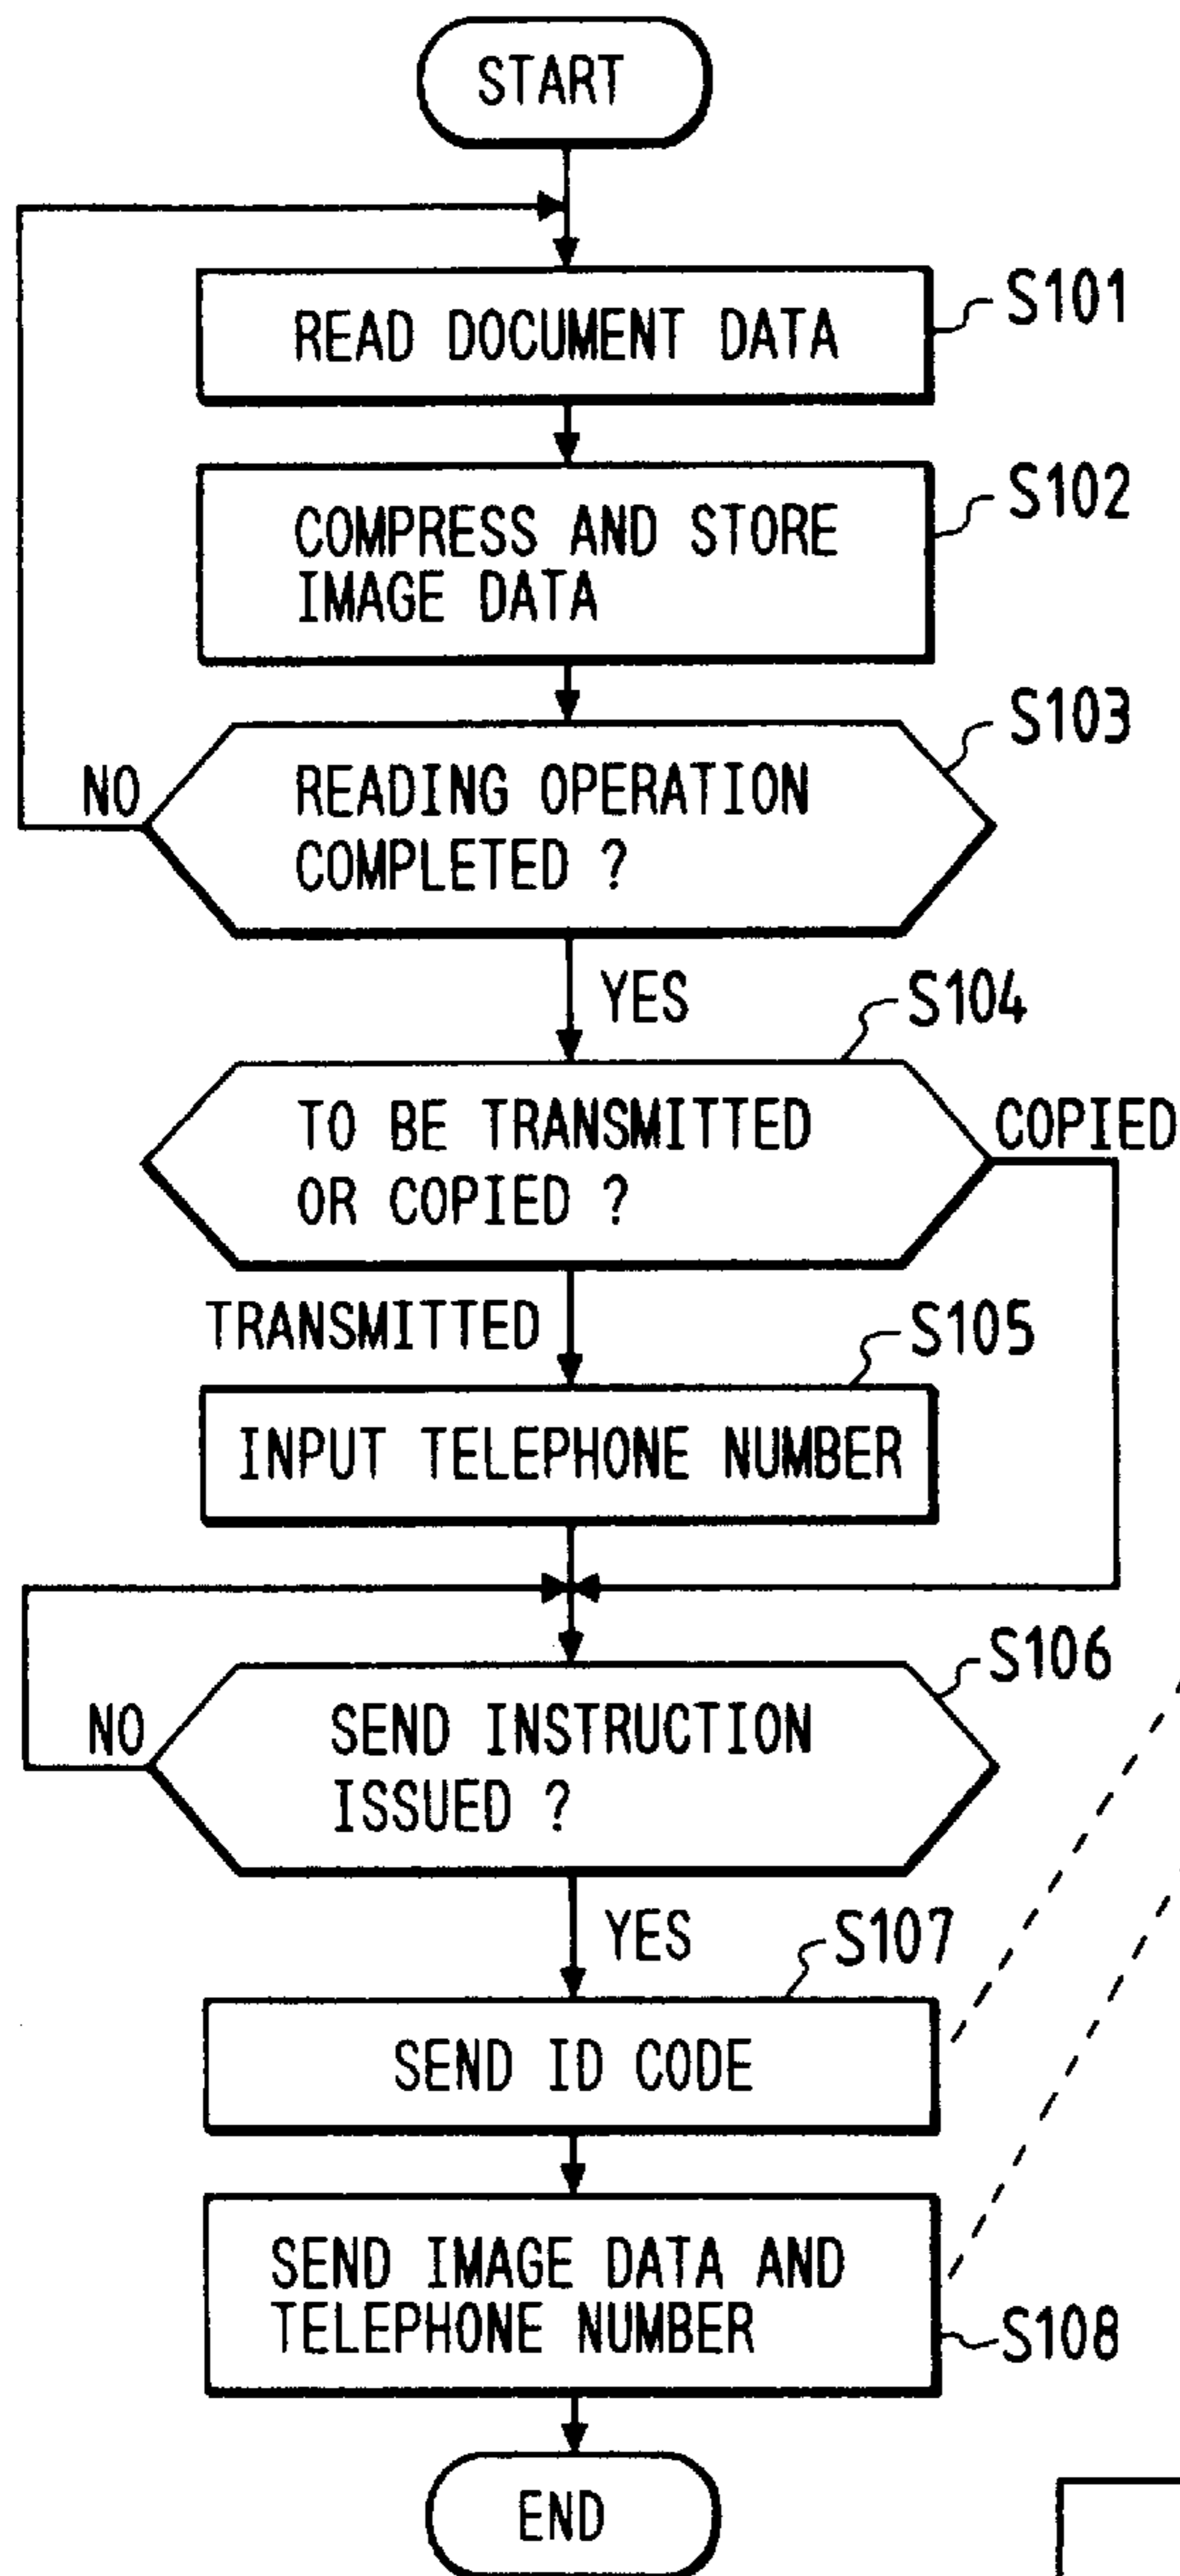 START
READ DOCUMENT DATA
S101
COMPRESS AND STORE
IMAGE DATA
S102
READING OPERATION
COMPLETED ?
S103
NO
YES
TO BE TRANSMITTED
OR COPIED ?
S104
COPIED
TRANSMITTED
INPUT TELEPHONE NUMBER
S105
SEND INSTRUCTION
ISSUED ?
S106
NO
YES
SEND ID CODE
S107
SEND IMAGE DATA AND
TELEPHONE NUMBER
S108
END